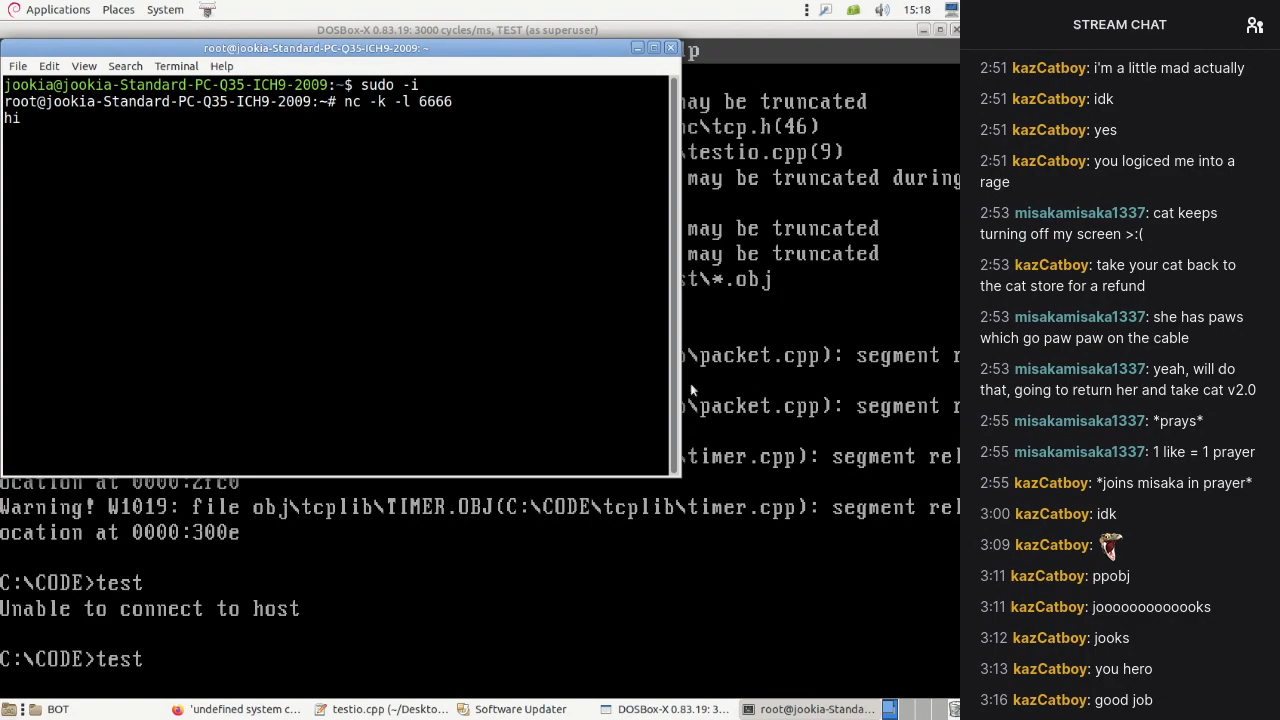 Applications Places System 15:18
DOSBox-X 0.83.19: 3000 cycles/ms, TEST (as superuser)
root@jookia-Standard-PC-Q35-ICH9-2009: ~
File Edit View Search Terminal Help
jookia@jookia-Standard-PC-Q35-ICH9-2009:~$ sudo -i
root@jookia-Standard-PC-Q35-ICH9-2009:~# nc -k -l 6666
hi
may be truncated
nc\tcp.h(46)
\testio.cpp(9)
may be truncated during
may be truncated
may be truncated
st\*.obj
\packet.cpp): segment r
\packet.cpp): segment r
\timer.cpp): segment rel
ocation at 0000:2fc0
Warning! W1019: file obj\tcplib\TIMER.OBJ(C:\CODE\tcplib\timer.cpp): segment rel
ocation at 0000:300e
C:\CODE>test
Unable to connect to host
C:\CODE>test
BOT 'undefined system c... testio.cpp (~/Deskto... Software Updater DOSBox-X 0.83.19: 3... root@jookia-Standa...
STREAM CHAT
2:51 kazCatboy: i'm a little mad actually
2:51 kazCatboy: idk
2:51 kazCatboy: yes
2:51 kazCatboy: you logiced me into a
rage
2:53 misakamisaka1337: cat keeps
turning off my screen >:(
2:53 kazCatboy: take your cat back to
the cat store for a refund
2:53 misakamisaka1337: she has paws
which go paw paw on the cable
2:53 misakamisaka1337: yeah, will do
that, going to return her and take cat v2.0
2:55 misakamisaka1337: *prays*
2:55 misakamisaka1337: 1 like = 1 prayer
2:55 kazCatboy: *joins misaka in prayer*
3:00 kazCatboy: idk
3:09 kazCatboy:
3:11 kazCatboy: ppobj
3:11 kazCatboy: joooooooooooks
3:12 kazCatboy: jooks
3:13 kazCatboy: you hero
3:16 kazCatboy: good job